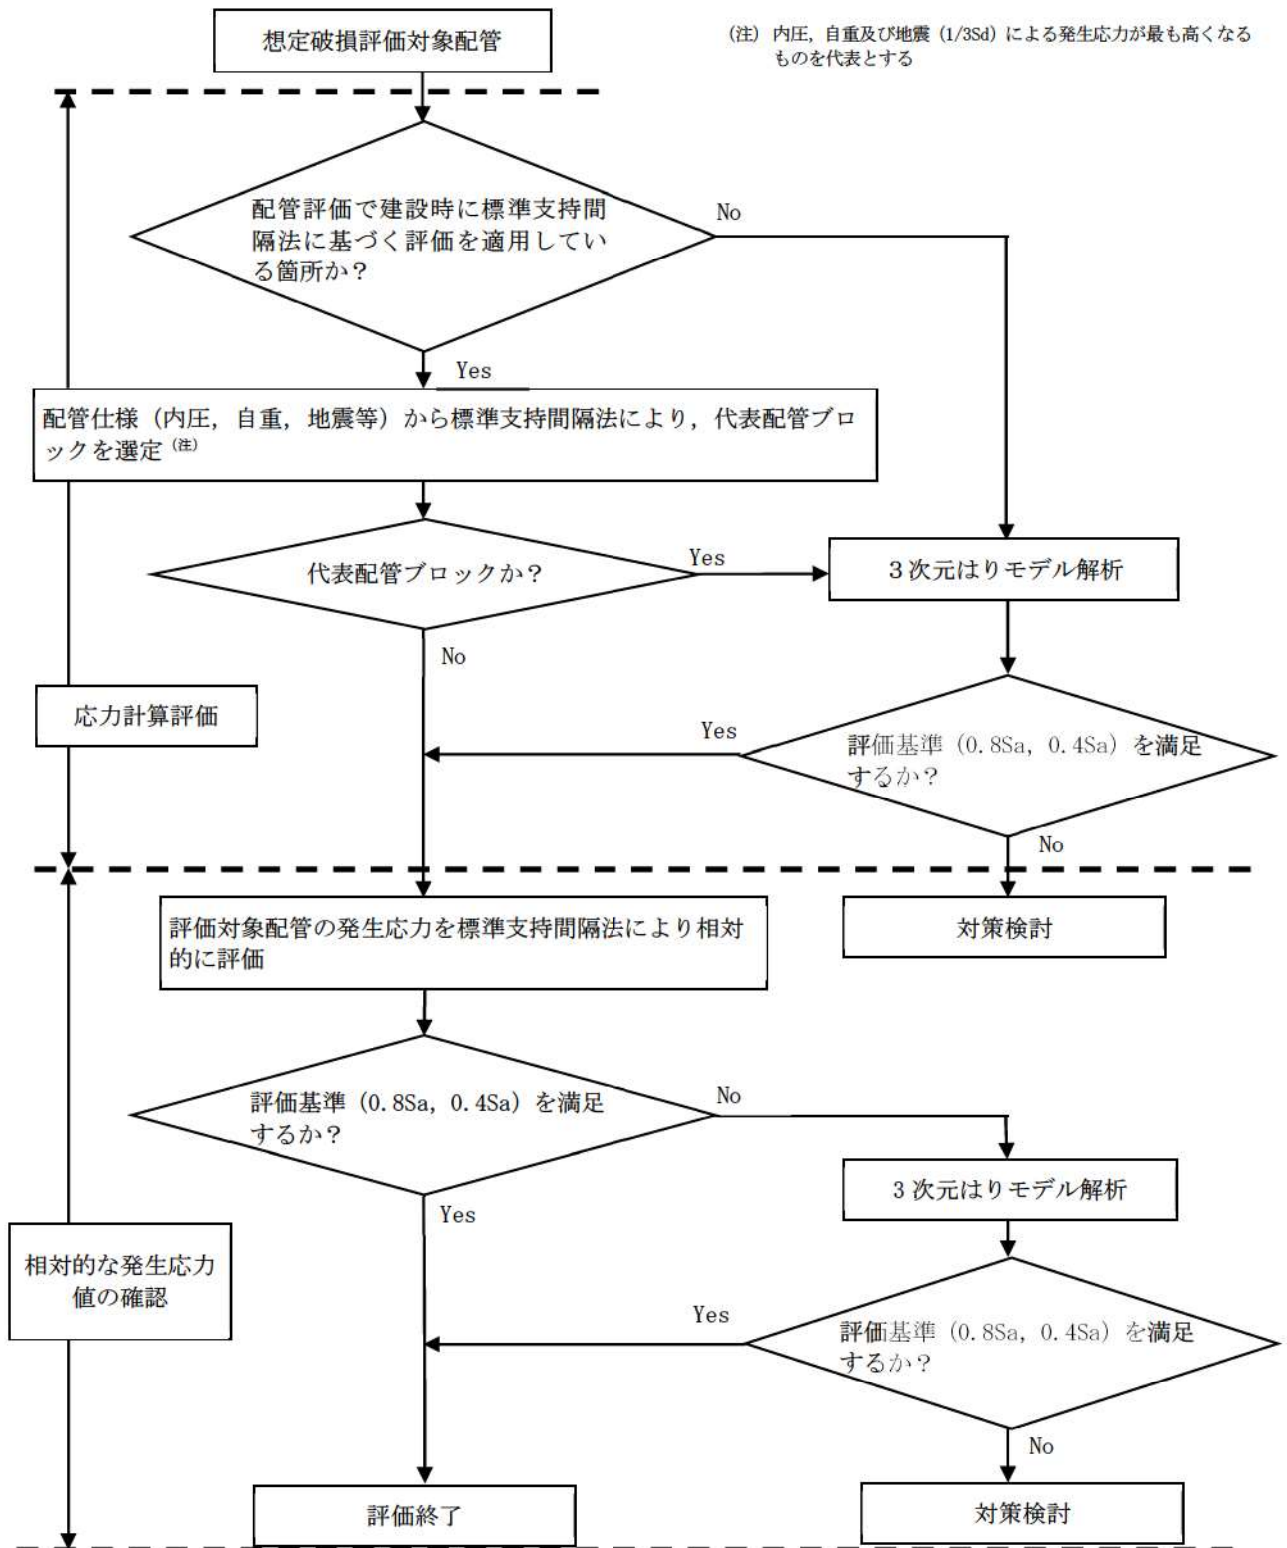 想定破損評価対象配管
(注) 内圧，自重及び地震（1/3Sd）による発生応力が最も高くなる
ものを代表とする
配管評価で建設時に標準支持間
隔法に基づく評価を適用してい
る箇所か？
No
Yes
配管仕様（内圧，自重，地震等）から標準支持間隔法により，代表配管ブロ
ックを選定（注）
代表配管ブロックか？
Yes
３次元はりモデル解析
No
応力計算評価
Yes
評価基準（0.8Sa, 0.4Sa）を満足
するか？
No
評価対象配管の発生応力を標準支持間隔法により相対
的に評価
対策検討
評価基準（0.8Sa, 0.4Sa）を満足
するか？
No
3 次元はりモデル解析
Yes
相対的な発生応力
値の確認
Yes
評価基準（0.8Sa, 0.4Sa）を満足
するか？
No
評価終了
対策検討